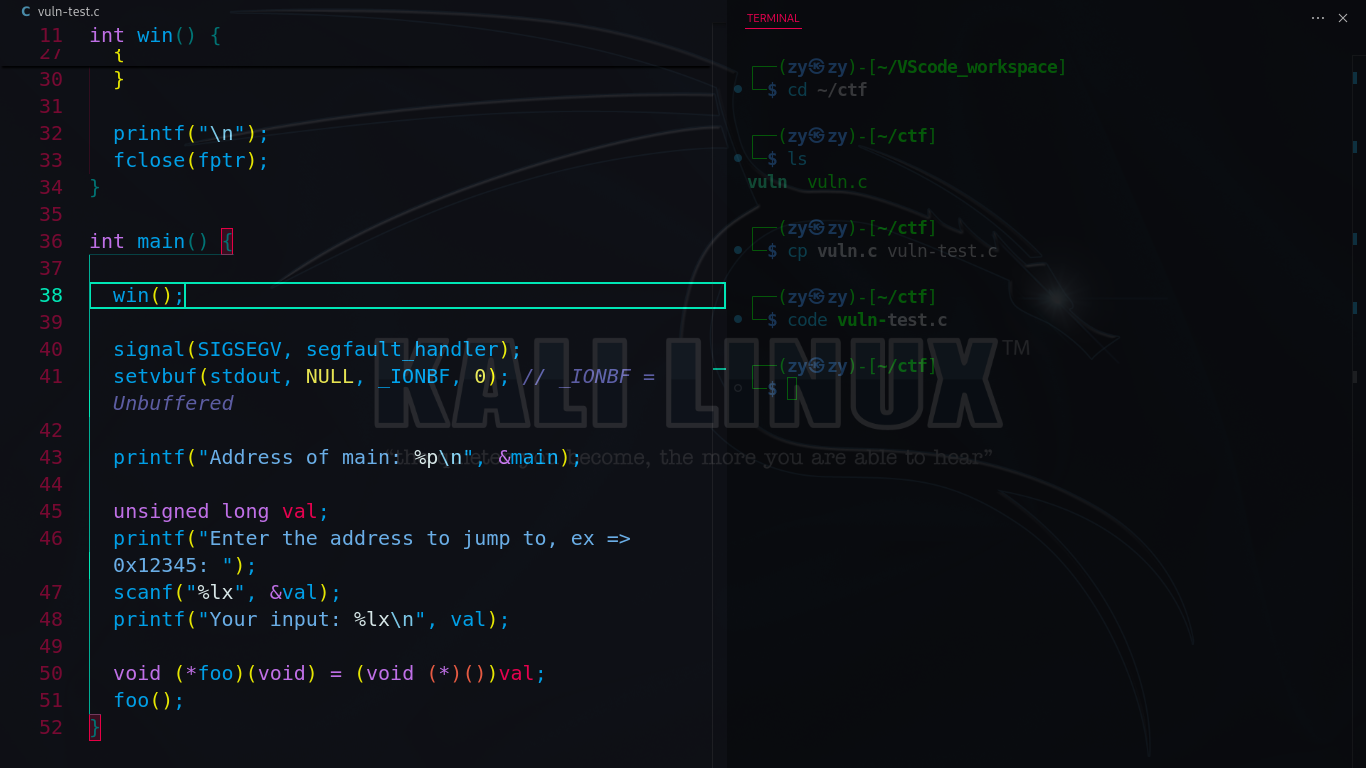 C vuln-test.c
11 int win() {
27 {
30 }
31
32 printf("\n");
33 fclose(fptr);
34 }
35
36 int main() {
37
38 win();
39
40 signal(SIGSEGV, segfault_handler);
41 setvbuf(stdout, NULL, _IONBF, 0); // _IONBF =
Unbuffered
42
43 printf("Address of main: %p\n", &main);
44
45 unsigned long val;
46 printf("Enter the address to jump to, ex =>
0x12345: ");
47 scanf("%lx", &val);
48 printf("Your input: %lx\n", val);
49
50 void (*foo)(void) = (void (*)())val;
51 foo();
52 }
TERMINAL
┌──(zy㉿zy)-[~/VScode_workspace]
└─$ cd ~/ctf
┌──(zy㉿zy)-[~/ctf]
└─$ ls
vuln vuln.c
┌──(zy㉿zy)-[~/ctf]
└─$ cp vuln.c vuln-test.c
┌──(zy㉿zy)-[~/ctf]
└─$ code vuln-test.c
┌──(zy㉿zy)-[~/ctf]
└─$
KALI LINUX™
become, the more you are able to hear”